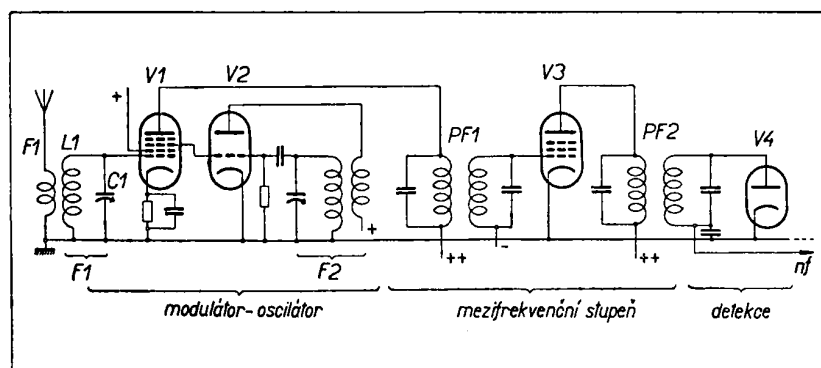 V1 V2 V3
+
F1 L1 PF1 PF2 V4
C1
+ -
F1 F2 ++ ++ nf
modulátor-oscilátor mezifrekvenční stupeň detekce